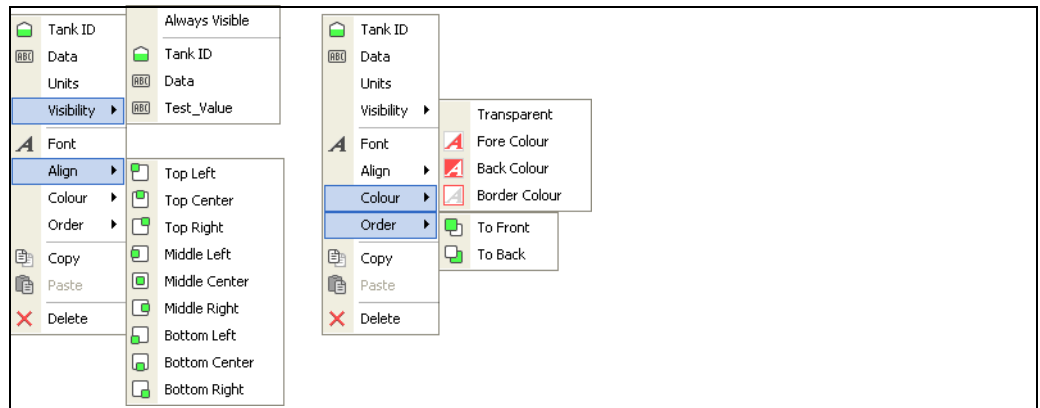 Tank ID
Data
Units
Visibility
Font
Align
Colour
Order
Copy
Paste
Delete
Always Visible
Tank ID
ABC Data
ABC Test_Value
Top Left
Top Center
Top Right
Middle Left
Middle Center
Middle Right
Bottom Left
Bottom Center
Bottom Right
Tank ID
Data
Units
Visibility
Font
Align
Colour
Order
Copy
Paste
Delete
Transparent
Fore Colour
Back Colour
Border Colour
To Front
To Back